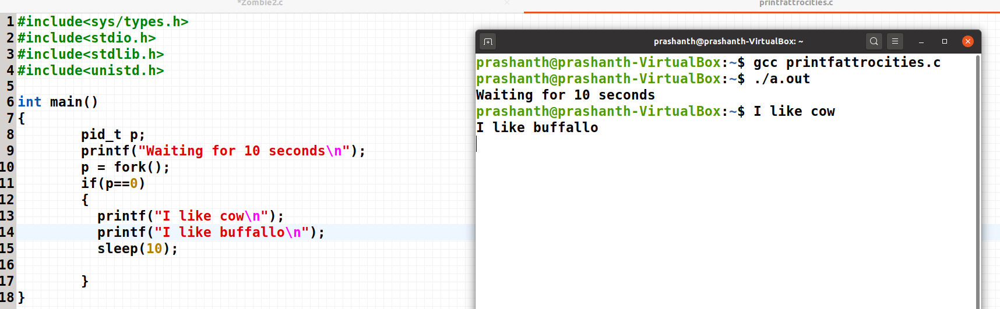 *Zombie2.c
printfattrocities.c
1 #include<sys/types.h>
2 #include<stdio.h>
3 #include<stdlib.h>
4 #include<unistd.h>
5
6 int main()
7 {
8 pid_t p;
9 printf("Waiting for 10 seconds\n");
10 p = fork();
11 if(p==0)
12 {
13 printf("I like cow\n");
14 printf("I like buffallo\n");
15 sleep(10);
16
17 }
18 }
prashanth@prashanth-VirtualBox: ~
prashanth@prashanth-VirtualBox:~$ gcc printfattrocities.c
prashanth@prashanth-VirtualBox:~$ ./a.out
Waiting for 10 seconds
prashanth@prashanth-VirtualBox:~$ I like cow
I like buffallo